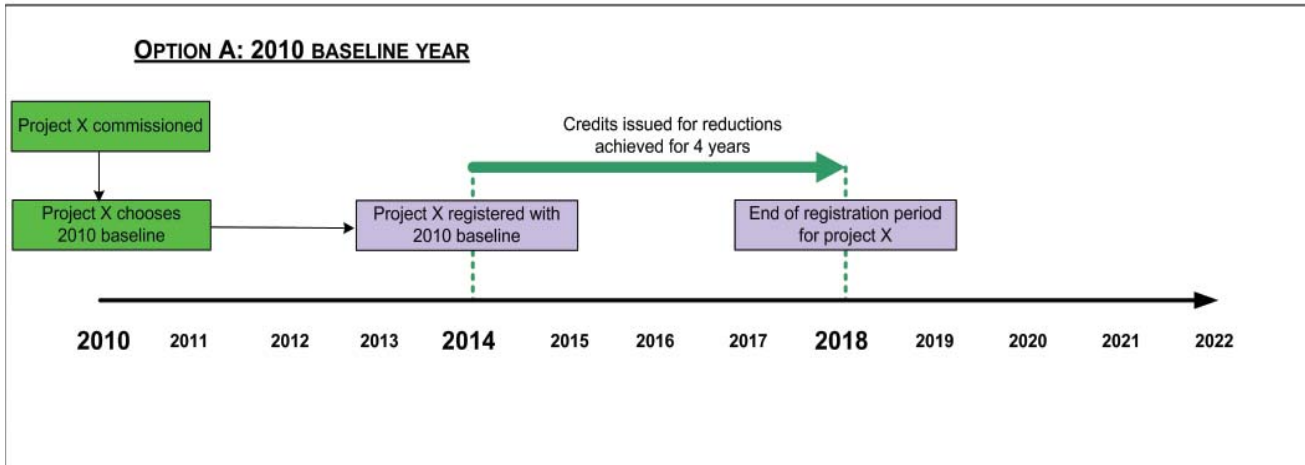 OPTION A: 2010 BASELINE YEAR
Project X commissioned
Credits issued for reductions
achieved for 4 years
Project X chooses
2010 baseline
Project X registered with
2010 baseline
End of registration period
for project X
2010 2011 2012 2013 2014 2015 2016 2017 2018 2019 2020 2021 2022